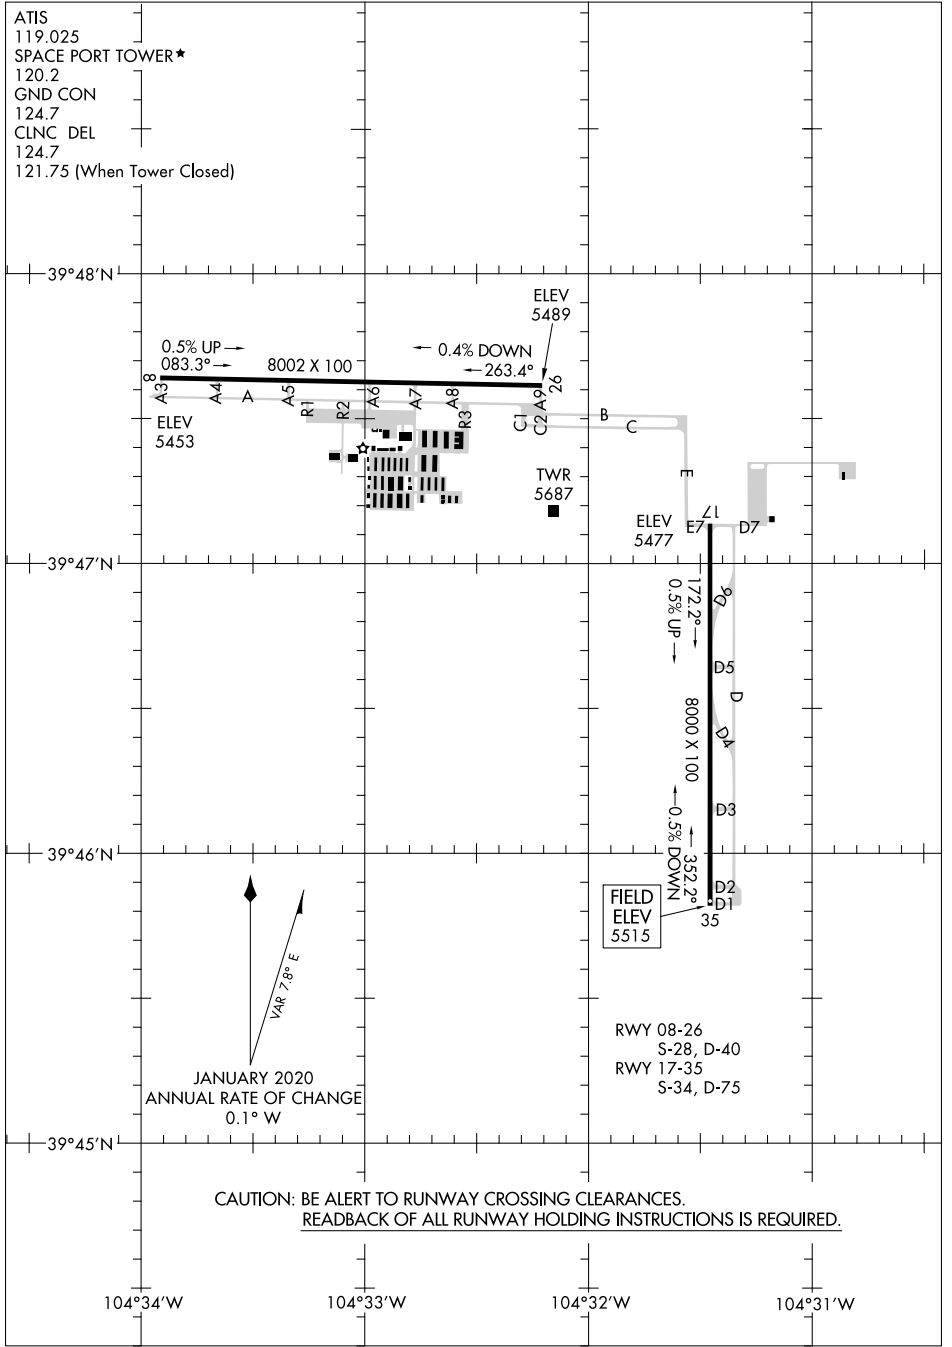 ATIS
119.025
SPACE PORT TOWER★
120.2
GND CON
124.7
CLNC DEL
124.7
121.75 (When Tower Closed)
39°48'N
ELEV
5489
0.5% UP →
← 0.4% DOWN
083.3° →
8002 X 100
← 263.4°
8
26
A3
A4
A
A5
A6
A7
A8
A9
R1
R2
R3
C1
C2
B
C
ELEV
5453
E
TWR
5687
ELEV
5477
E7
17
D7
39°47'N
172.2° →
0.5% UP →
D6
D5
D
8000 X 100
D4
D3
← 0.5% DOWN
← 352.2°
39°46'N
D2
D1
35
FIELD
ELEV
5515
VAR 7.8° E
JANUARY 2020
ANNUAL RATE OF CHANGE
0.1° W
RWY 08-26
S-28, D-40
RWY 17-35
S-34, D-75
39°45'N
CAUTION: BE ALERT TO RUNWAY CROSSING CLEARANCES.
READBACK OF ALL RUNWAY HOLDING INSTRUCTIONS IS REQUIRED.
104°34'W
104°33'W
104°32'W
104°31'W